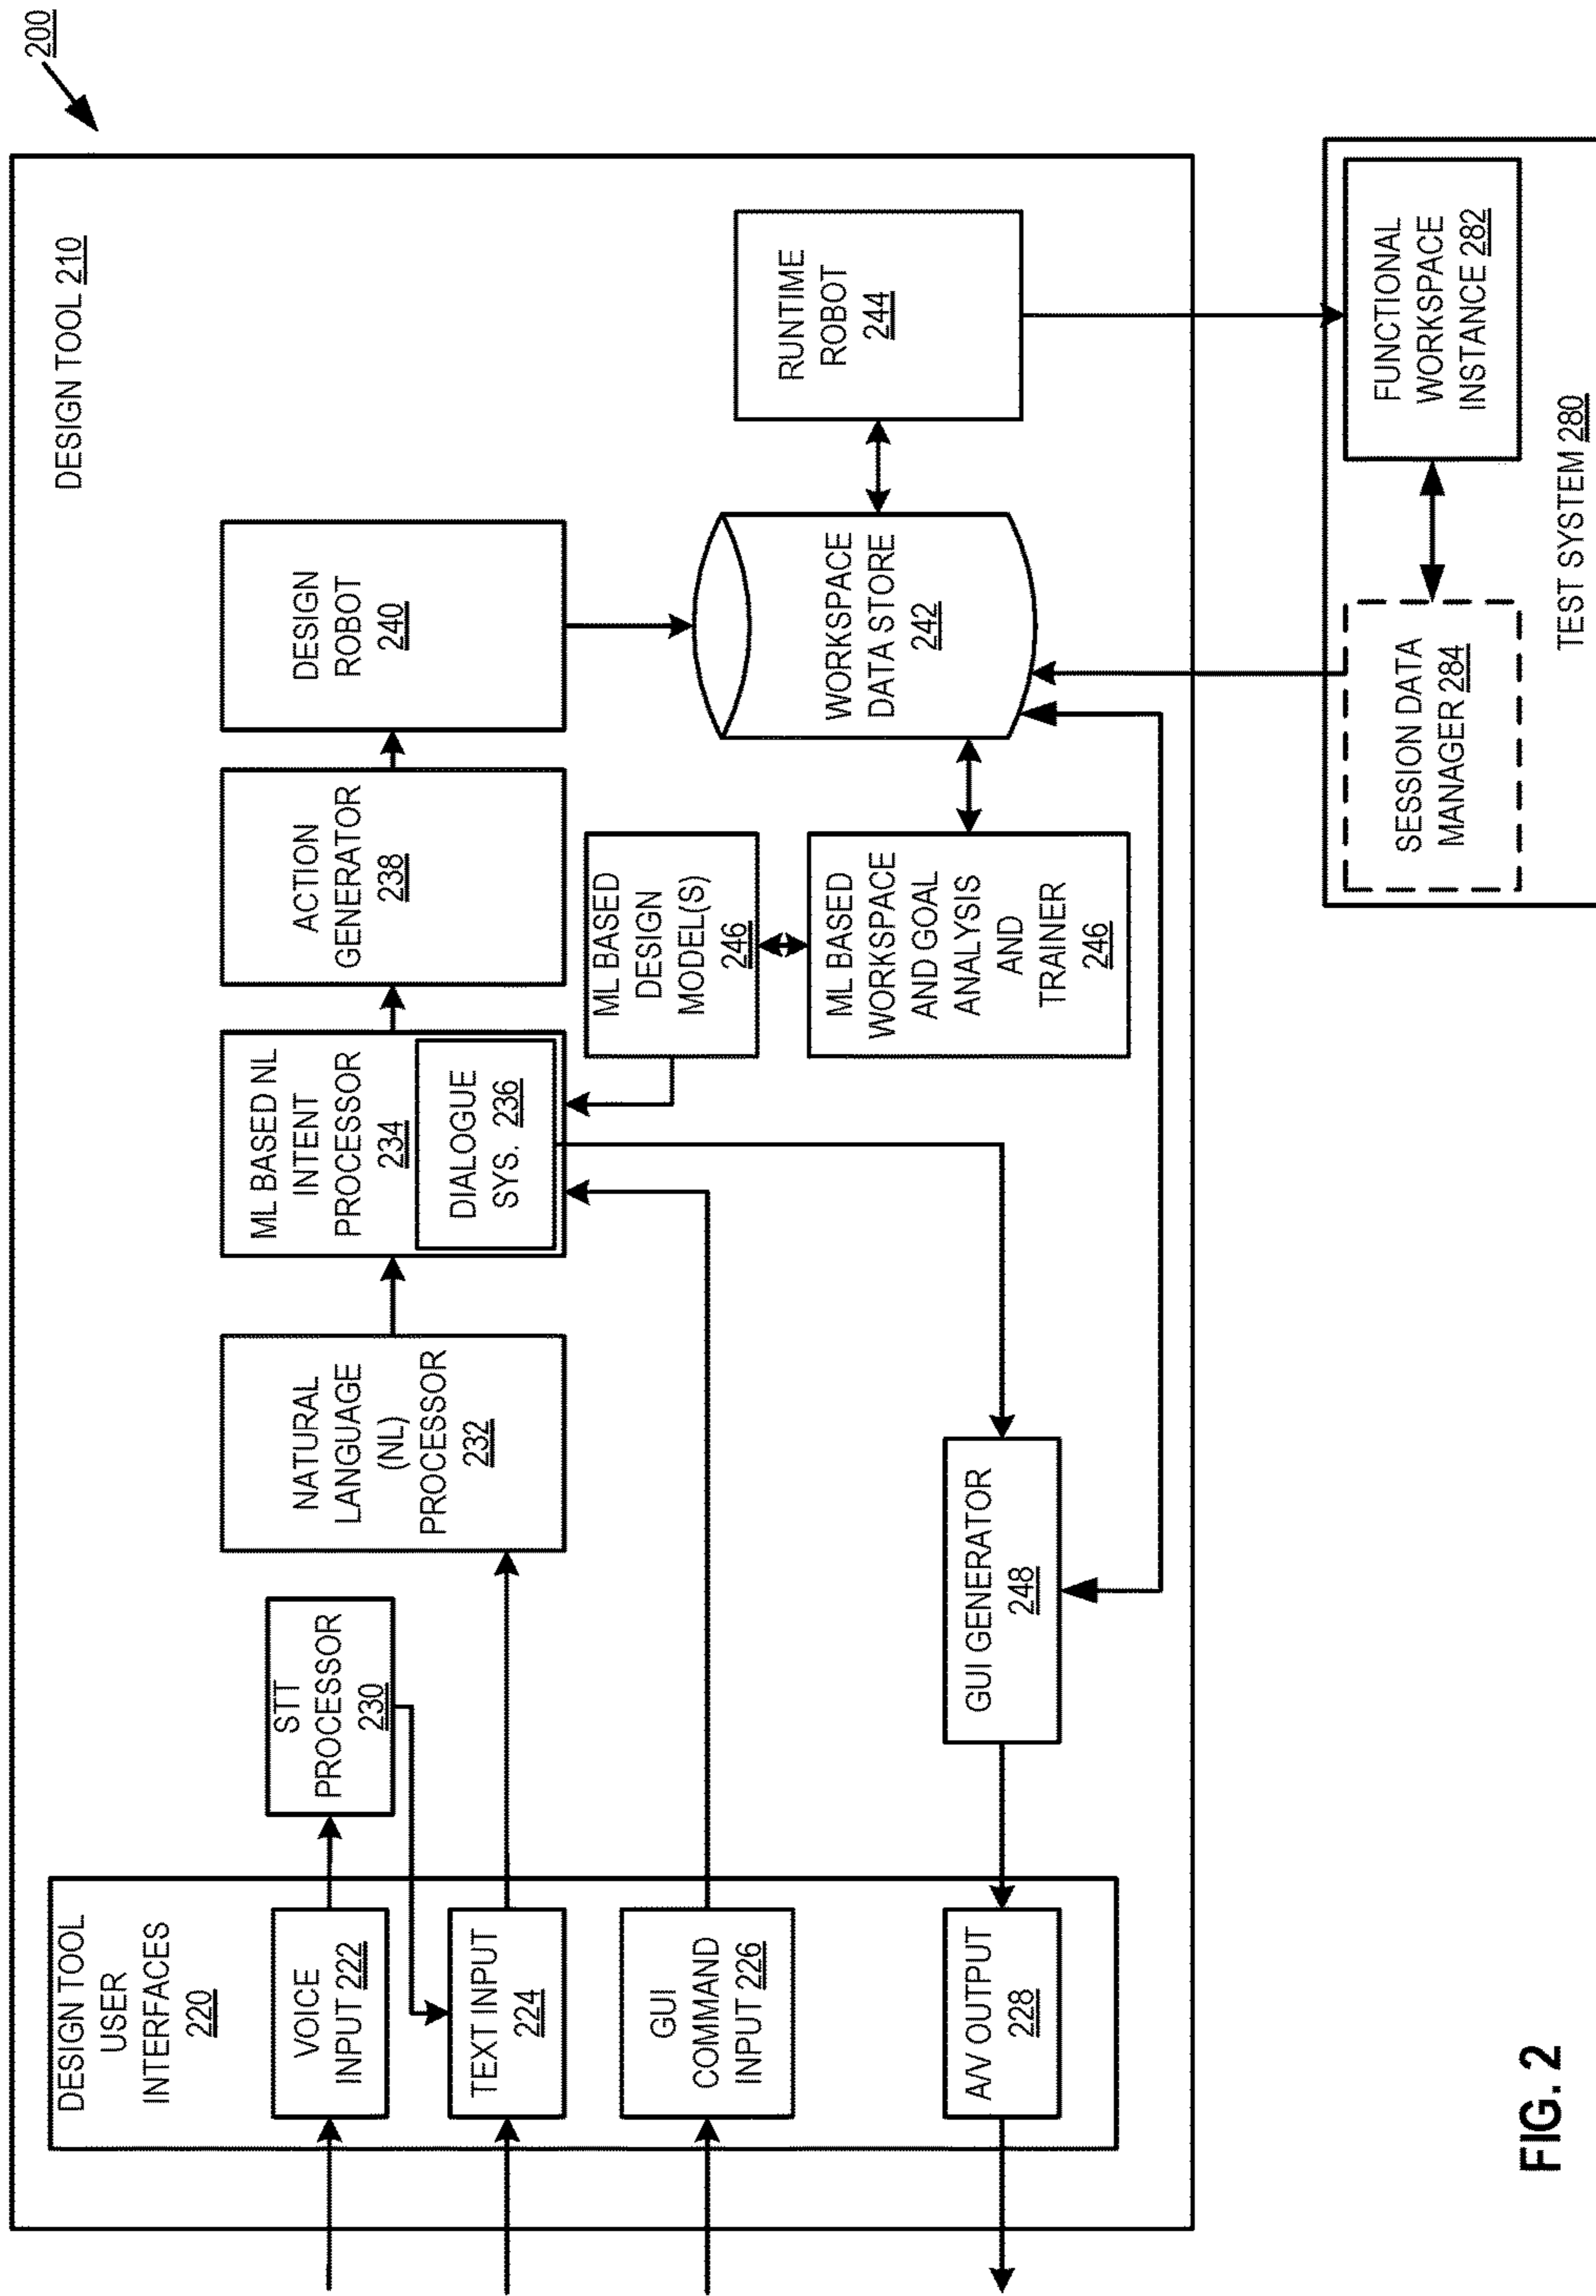 200
DESIGN TOOL 210
DESIGN TOOL
USER
INTERFACES
220
VOICE
INPUT 222
TEXT INPUT
224
GUI
COMMAND
INPUT 226
A/V OUTPUT
228
STT
PROCESSOR
230
NATURAL
LANGUAGE
(NL)
PROCESSOR
232
ML BASED NL
INTENT
PROCESSOR
234
DIALOGUE
SYS. 236
ACTION
GENERATOR
238
DESIGN
ROBOT
240
ML BASED
DESIGN
MODEL(S)
246
ML BASED
WORKSPACE
AND GOAL
ANALYSIS
AND
TRAINER
246
WORKSPACE
DATA STORE
242
RUNTIME
ROBOT
244
GUI GENERATOR
248
SESSION DATA
MANAGER 284
FUNCTIONAL
WORKSPACE
INSTANCE 282
TEST SYSTEM 280
FIG. 2